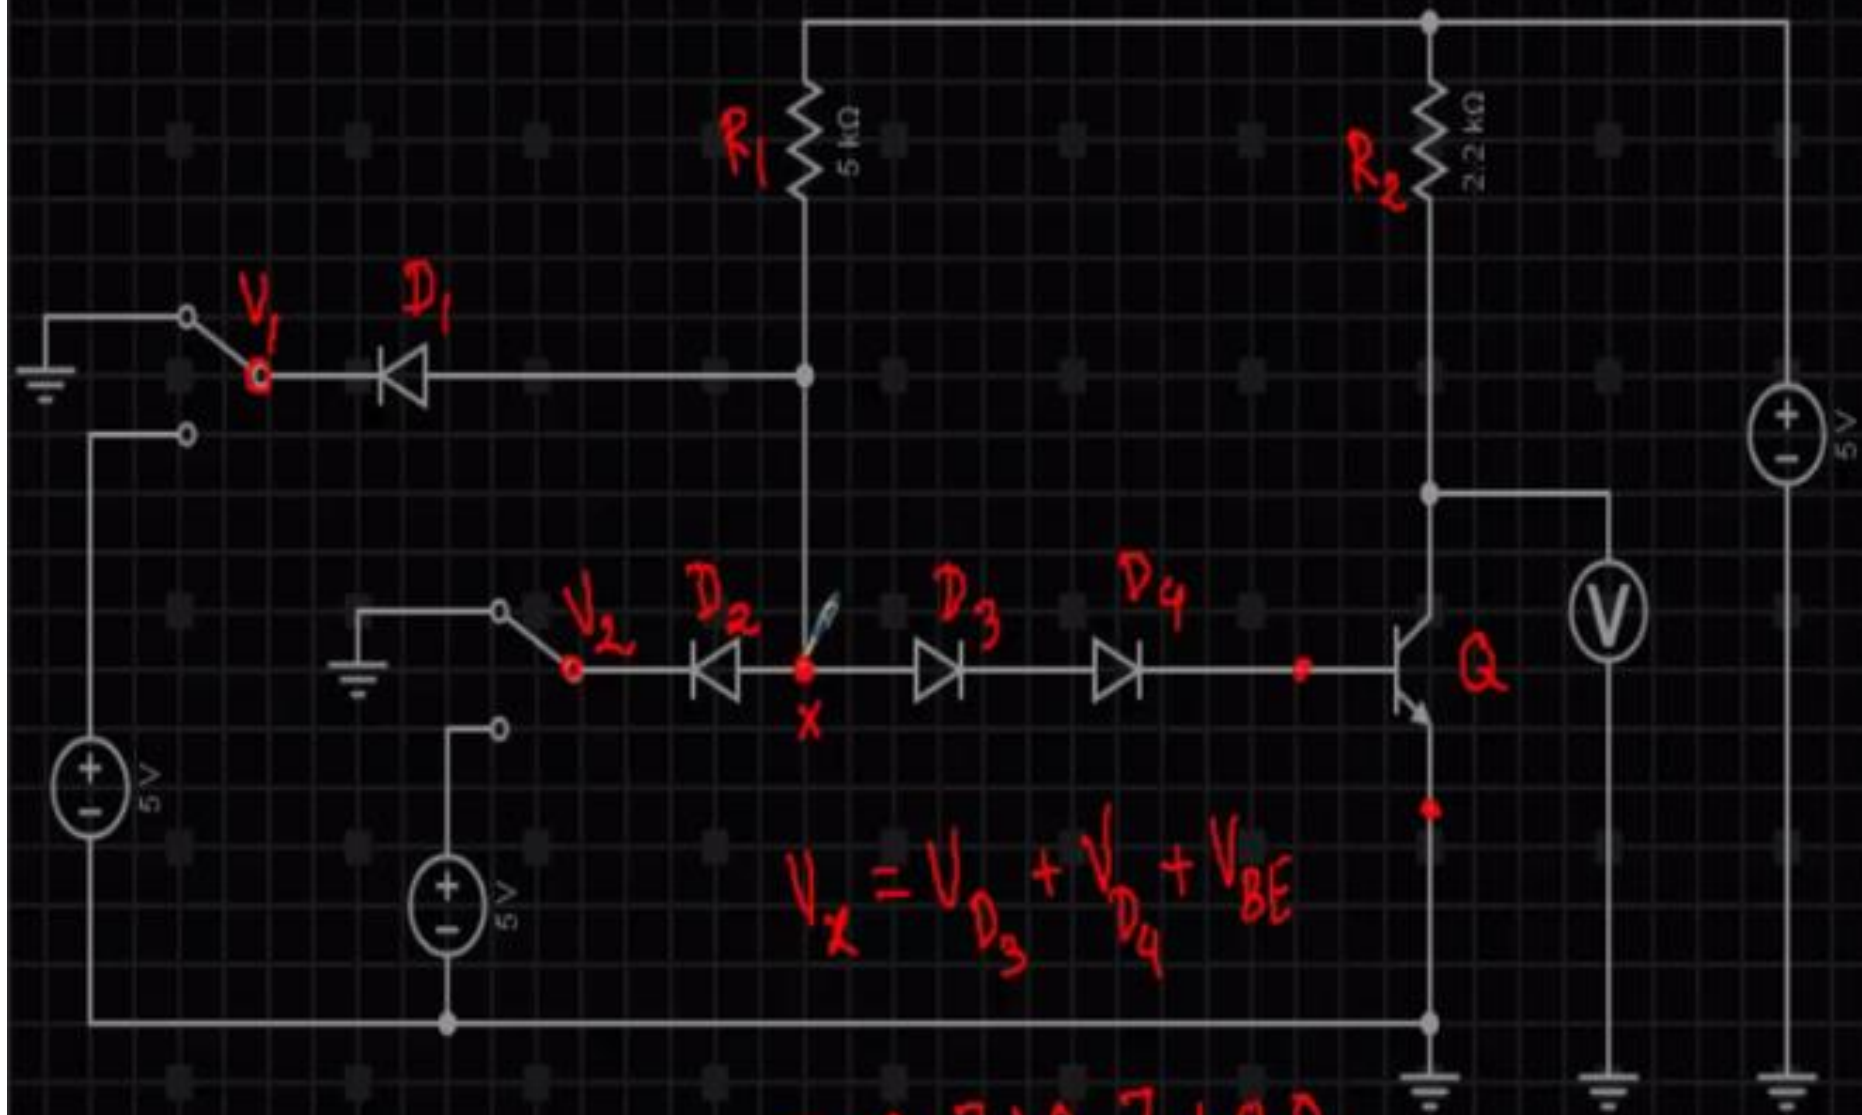 R1
5 kΩ
R2
2.2 kΩ
V1
D1
5 V
V2
D2
D3
D4
Q
V
X
5 V
5 V
Vx = VD3 + VD4 + VBE